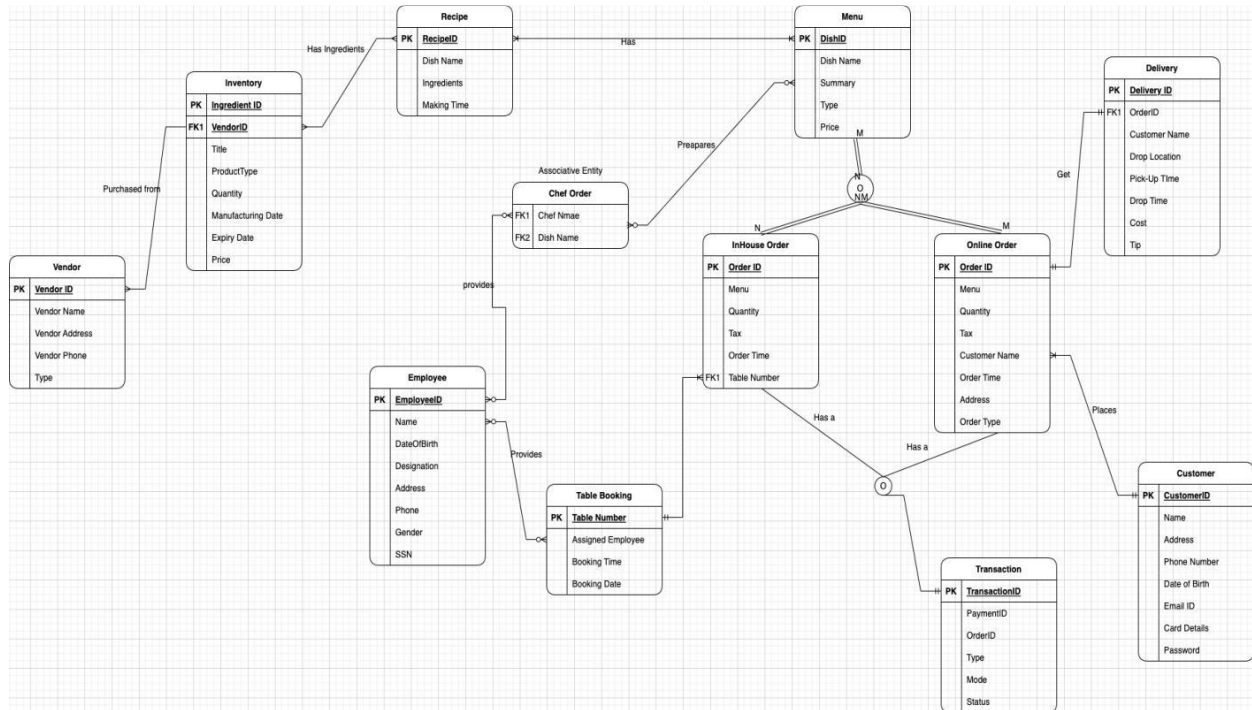 Recipe
PK RecipeID
Dish Name
Ingredients
Making Time
Menu
PK DishID
Dish Name
Summary
Type
Price
Has
Has Ingredients
Inventory
PK Ingredient ID
FK1 VendorID
Title
ProductType
Quantity
Manufacturing Date
Expiry Date
Price
Delivery
PK Delivery ID
FK1 OrderID
Customer Name
Drop Location
Pick-Up TIme
Drop Time
Cost
Tip
Purchased from
Preapares
Get
Associative Entity
Chef Order
FK1 Chef Nmae
FK2 Dish Name
M
N
O
NM
N
M
Vendor
PK Vendor ID
Vendor Name
Vendor Address
Vendor Phone
Type
provides
InHouse Order
PK Order ID
Menu
Quantity
Tax
Order Time
FK1 Table Number
Online Order
PK Order ID
Menu
Quantity
Tax
Customer Name
Order Time
Address
Order Type
Employee
PK EmployeeID
Name
DateOfBirth
Designation
Address
Phone
Gender
SSN
Provides
Has a
Has a
Places
O
Table Booking
PK Table Number
Assigned Employee
Booking Time
Booking Date
Customer
PK CustomerID
Name
Address
Phone Number
Date of Birth
Email ID
Card Details
Password
Transaction
PK TransactionID
PaymentID
OrderID
Type
Mode
Status